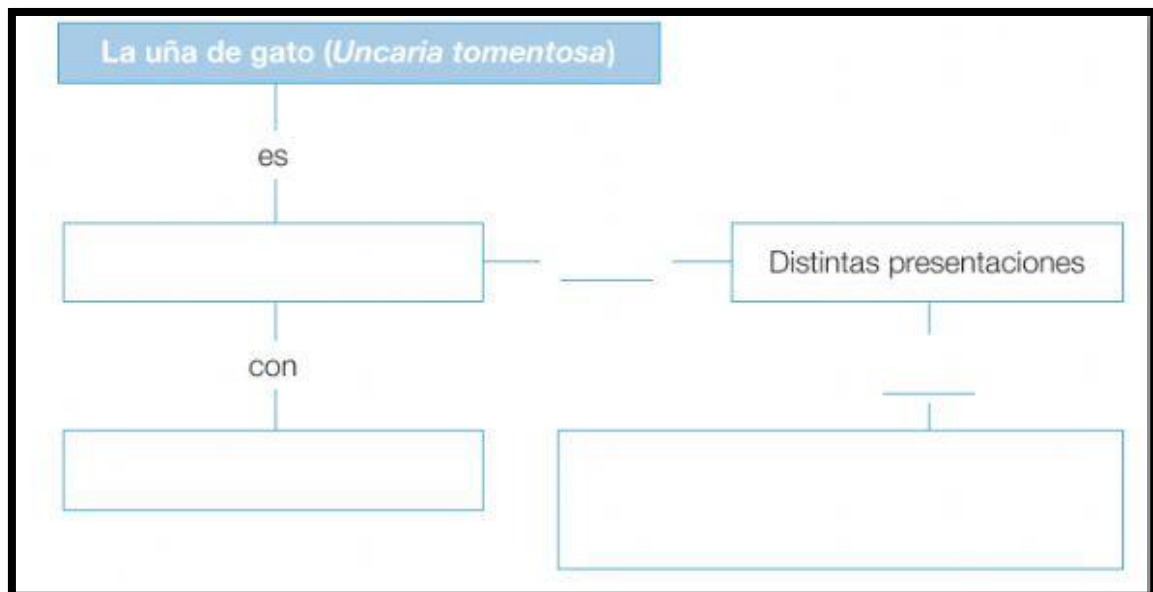 La uña de gato (Uncaria tomentosa)
es
Distintas presentaciones
con